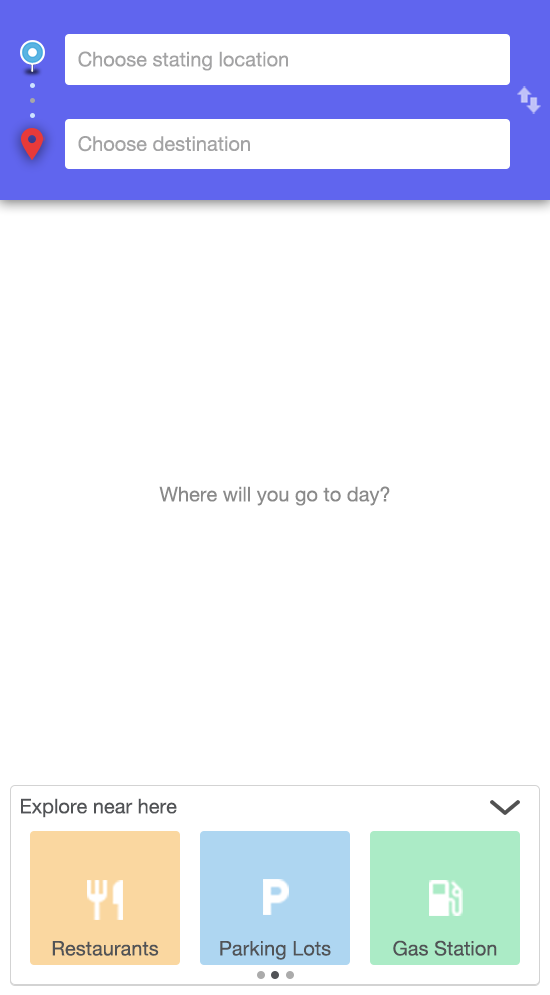 Choose stating location
Choose destination
Where will you go to day?
Explore near here
P
Restaurants
Parking Lots
Gas Station